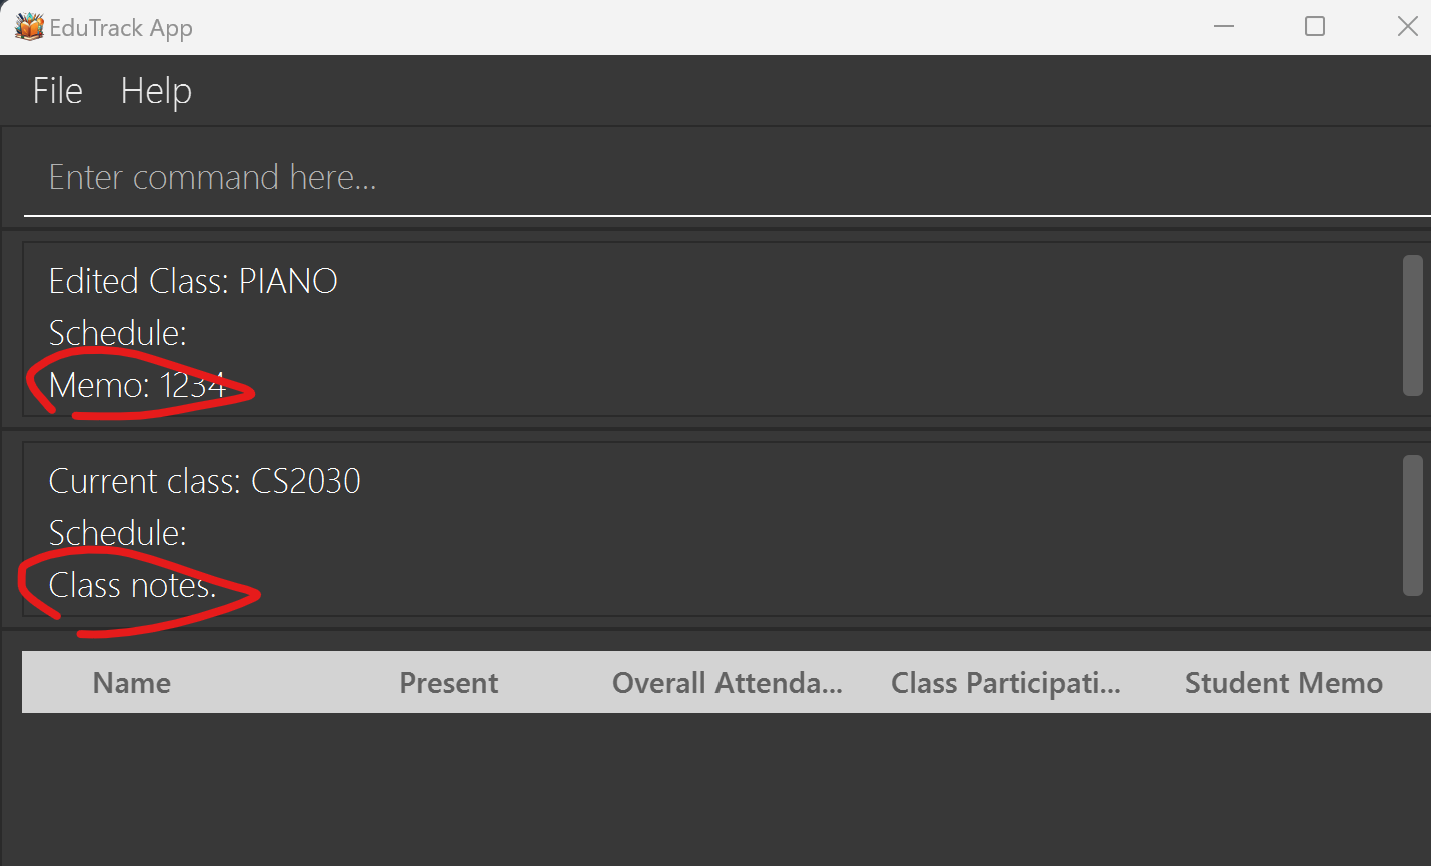 EduTrack App
File Help
Enter command here...
Edited Class: PIANO
Schedule:
Memo: 1234
Current class: CS2030
Schedule:
Class notes:
Name Present Overall Attenda... Class Participati... Student Memo